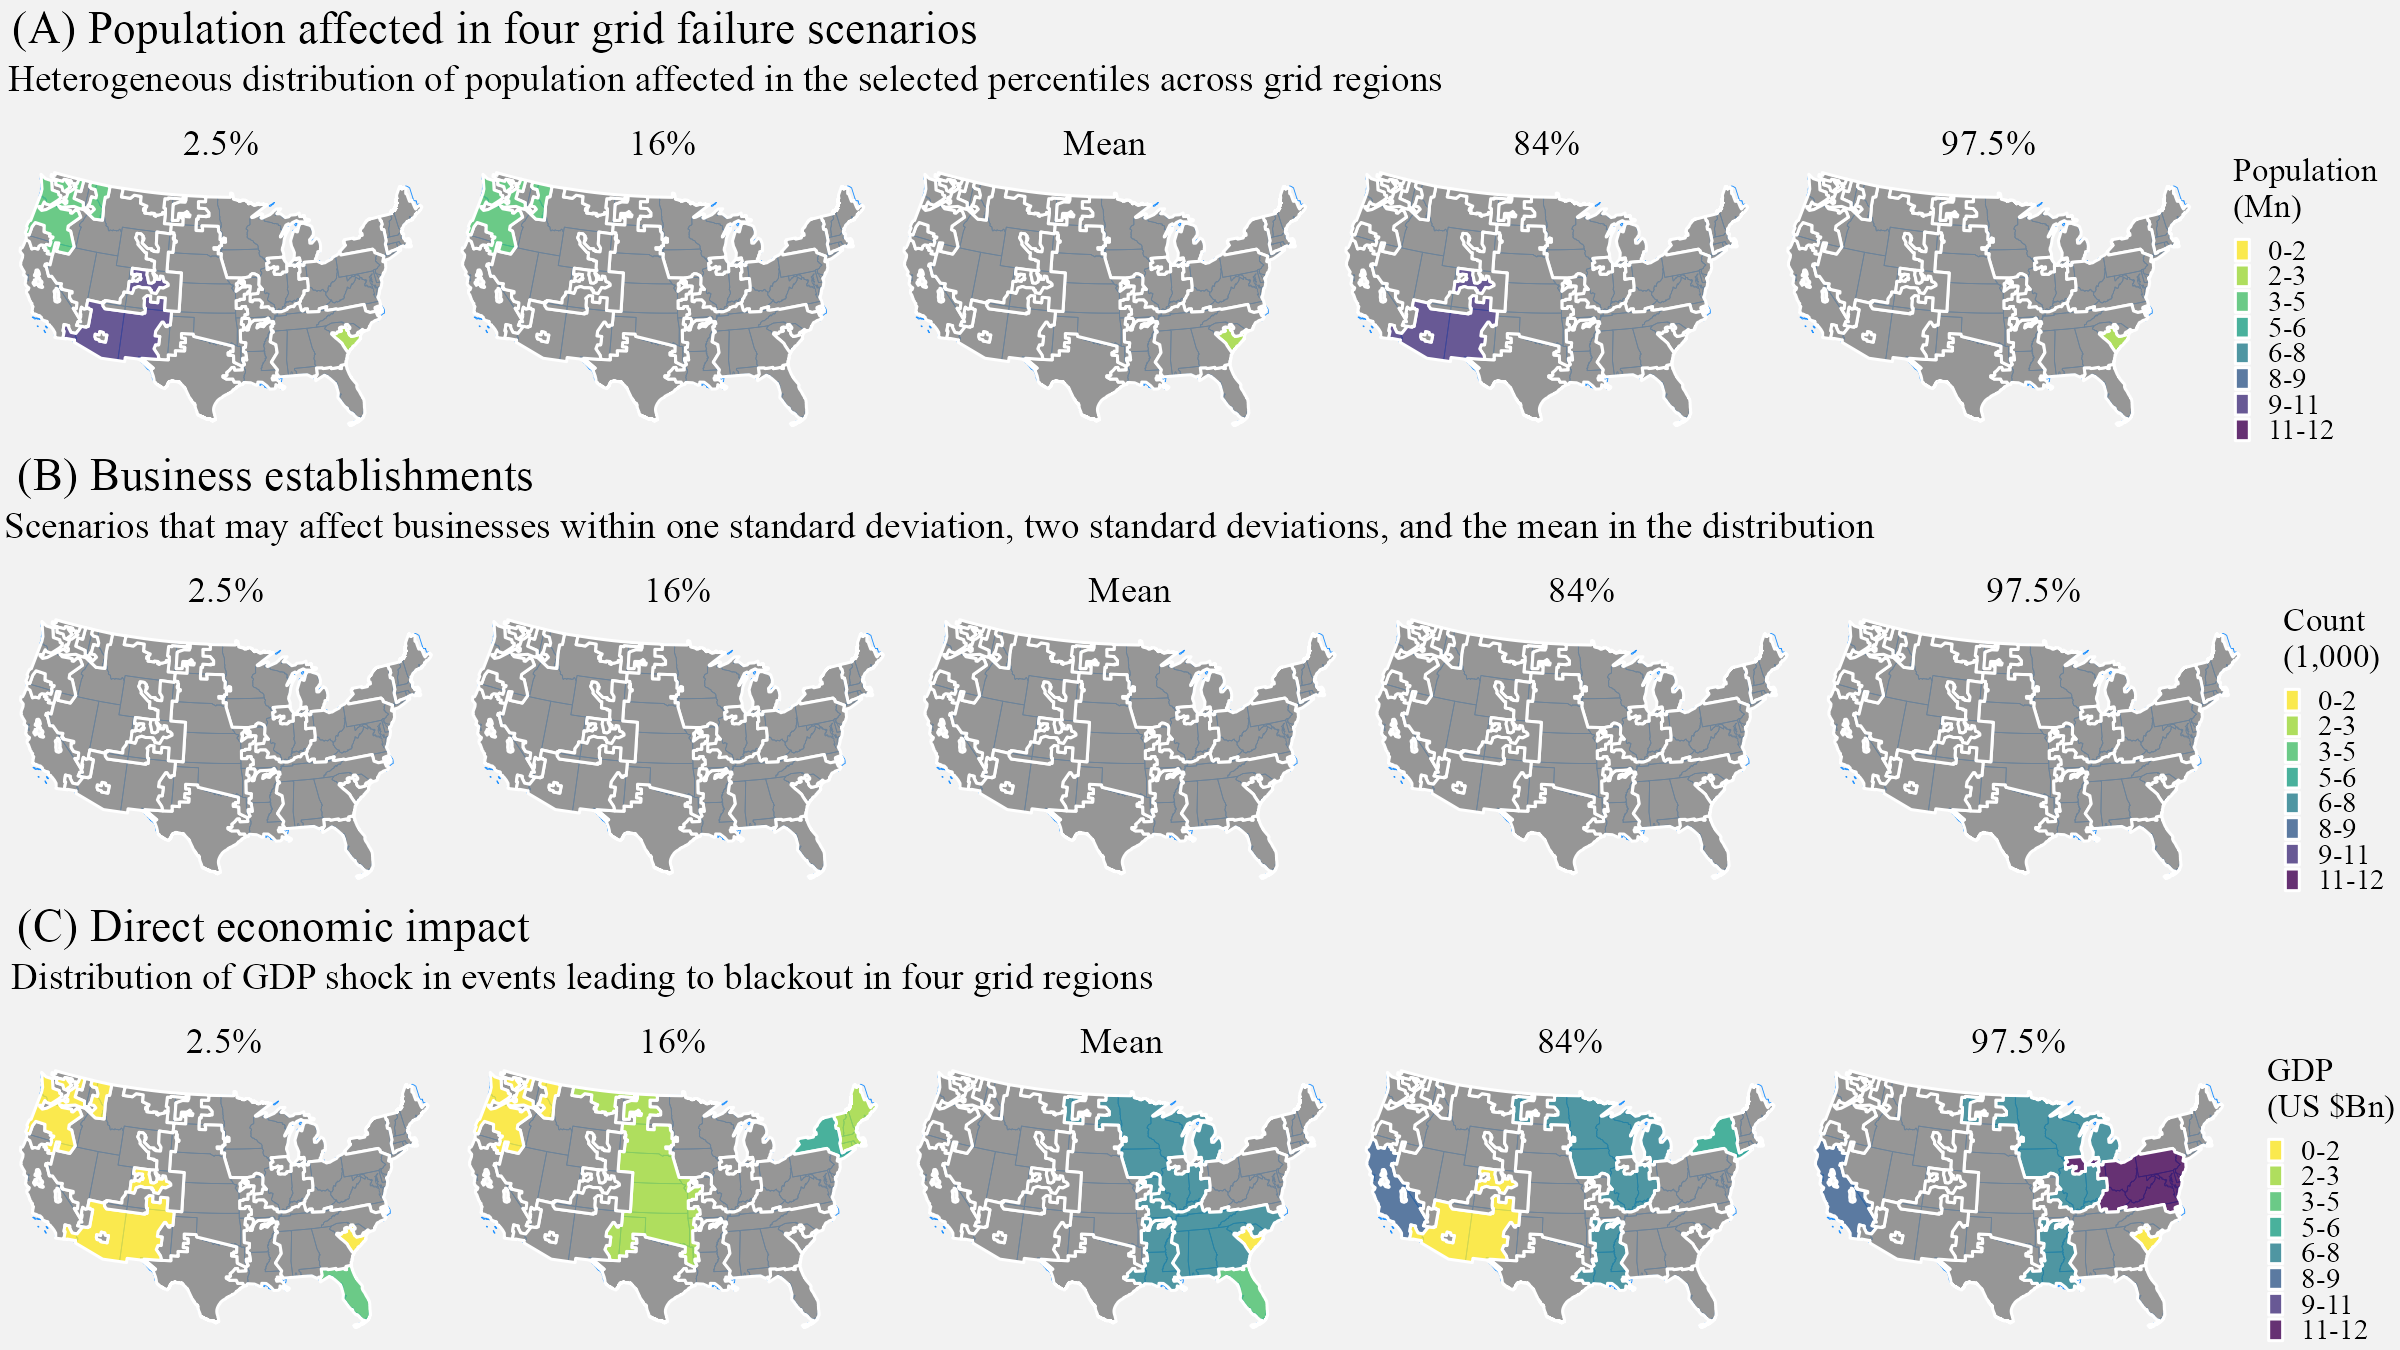 (A) Population affected in four grid failure scenarios
Heterogeneous distribution of population affected in the selected percentiles across grid regions
2.5%
16%
Mean
84%
97.5%
Population
(Mn)
0-2
2-3
3-5
5-6
6-8
8-9
9-11
11-12
(B) Business establishments
Scenarios that may affect businesses within one standard deviation, two standard deviations, and the mean in the distribution
2.5%
16%
Mean
84%
97.5%
Count
(1,000)
0-2
2-3
3-5
5-6
6-8
8-9
9-11
11-12
(C) Direct economic impact
Distribution of GDP shock in events leading to blackout in four grid regions
2.5%
16%
Mean
84%
97.5%
GDP
(US $Bn)
0-2
2-3
3-5
5-6
6-8
8-9
9-11
11-12